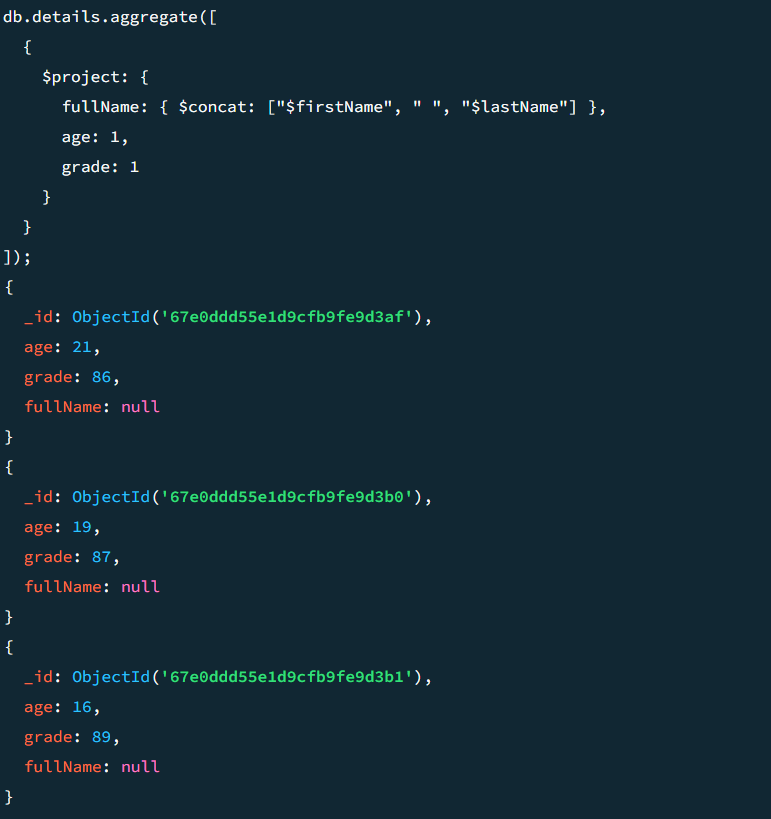 db.details.aggregate([
  {
    $project: {
      fullName: { $concat: ["$firstName", " ", "$lastName"] },
      age: 1,
      grade: 1
    }
  }
]);
{
  _id: ObjectId('67e0ddd55e1d9cfb9fe9d3af'),
  age: 21,
  grade: 86,
  fullName: null
}
{
  _id: ObjectId('67e0ddd55e1d9cfb9fe9d3b0'),
  age: 19,
  grade: 87,
  fullName: null
}
{
  _id: ObjectId('67e0ddd55e1d9cfb9fe9d3b1'),
  age: 16,
  grade: 89,
  fullName: null
}